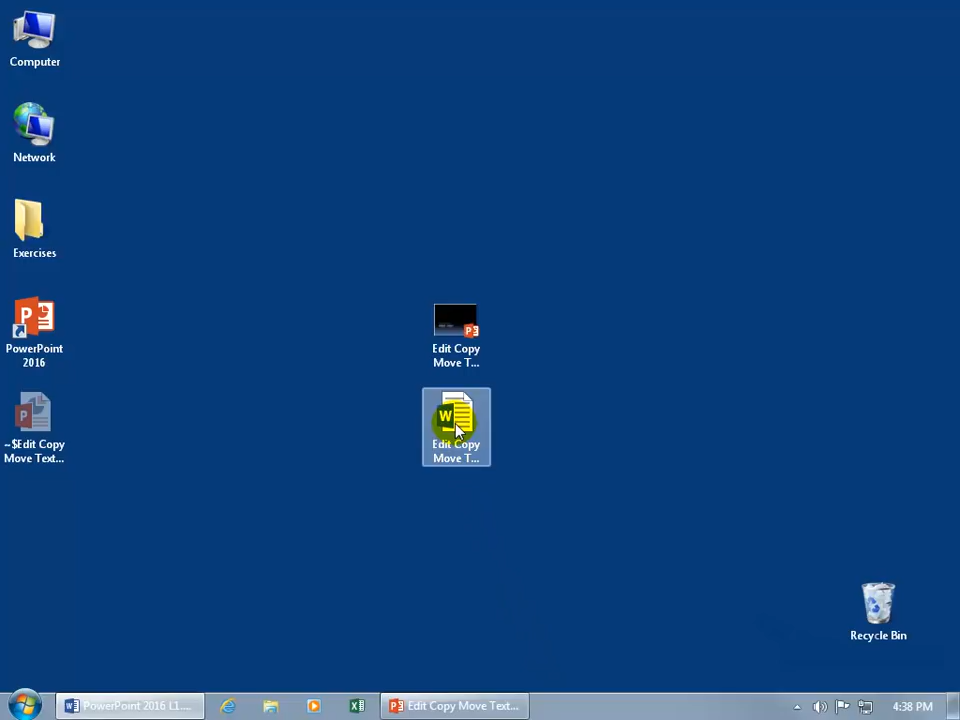 Computer
Network
Exercises
PowerPoint
2016
~$Edit Copy
Move Text...
Edit Copy
Move T...
Edit Copy
Move T...
Recycle Bin
PowerPoint 2016 L1....
Edit Copy Move Text...
4:38 PM